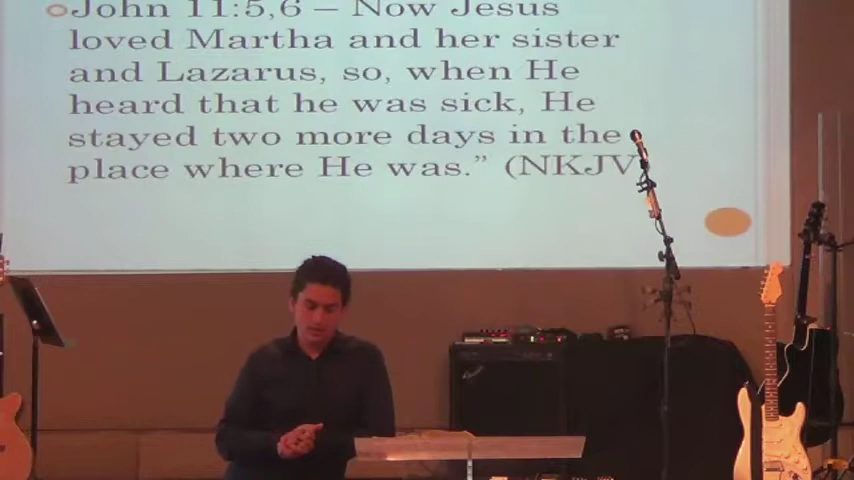 John 11:5,6 – Now Jesus
loved Martha and her sister
and Lazarus, so, when He
heard that he was sick, He
stayed two more days in the
place where He was.” (NKJV